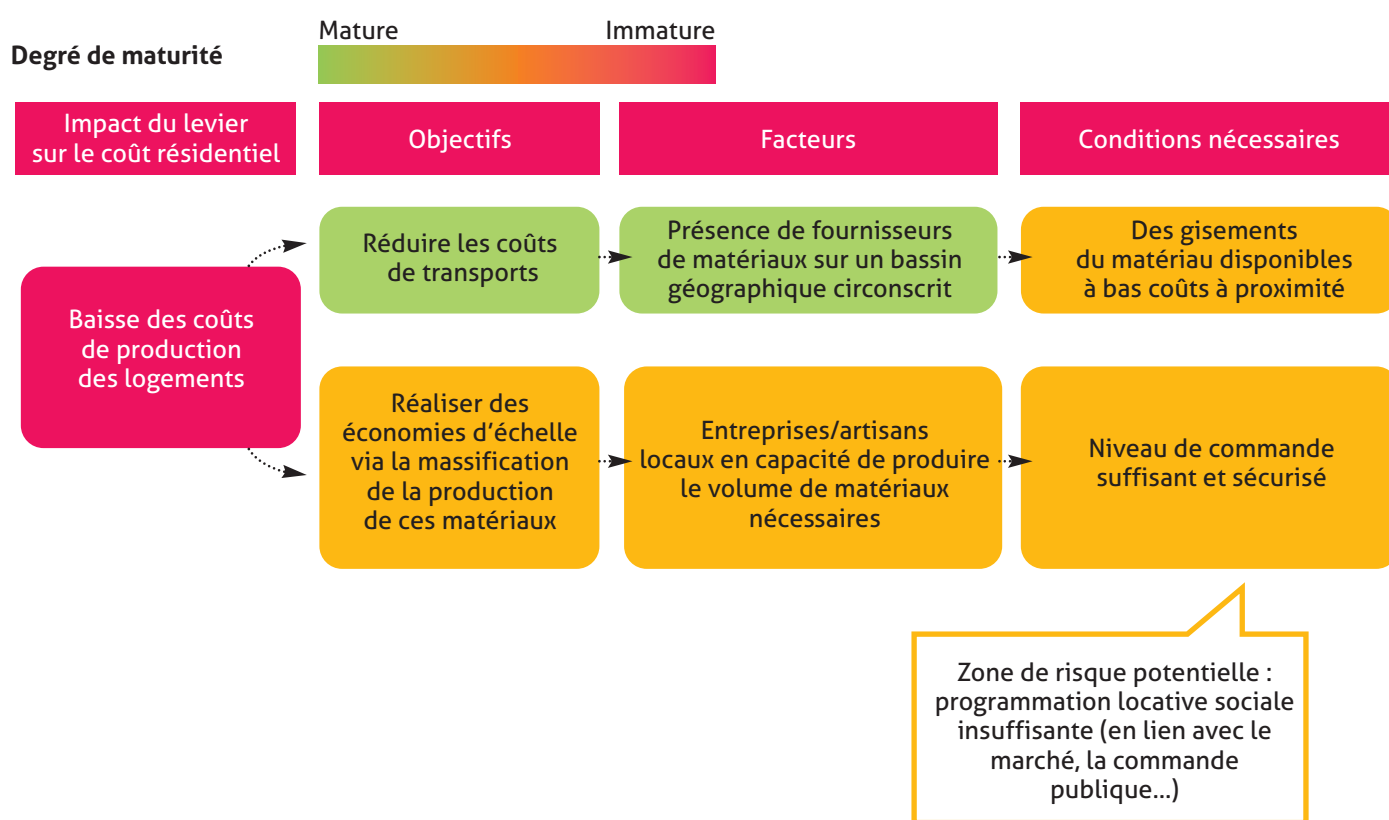 Mature
Immature
Degré de maturité
Impact du levier
sur le coût résidentiel
Objectifs
Facteurs
Conditions nécessaires
Baisse des coûts
de production
des logements
Réduire les coûts
de transports
Présence de fournisseurs
de matériaux sur un bassin
géographique circonscrit
Des gisements
du matériau disponibles
à bas coûts à proximité
Réaliser des
économies d'échelle
via la massification
de la production
de ces matériaux
Entreprises/artisans
locaux en capacité de produire
le volume de matériaux
nécessaires
Niveau de commande
suffisant et sécurisé
Zone de risque potentielle :
programmation locative sociale
insuffisante (en lien avec le
marché, la commande
publique...)